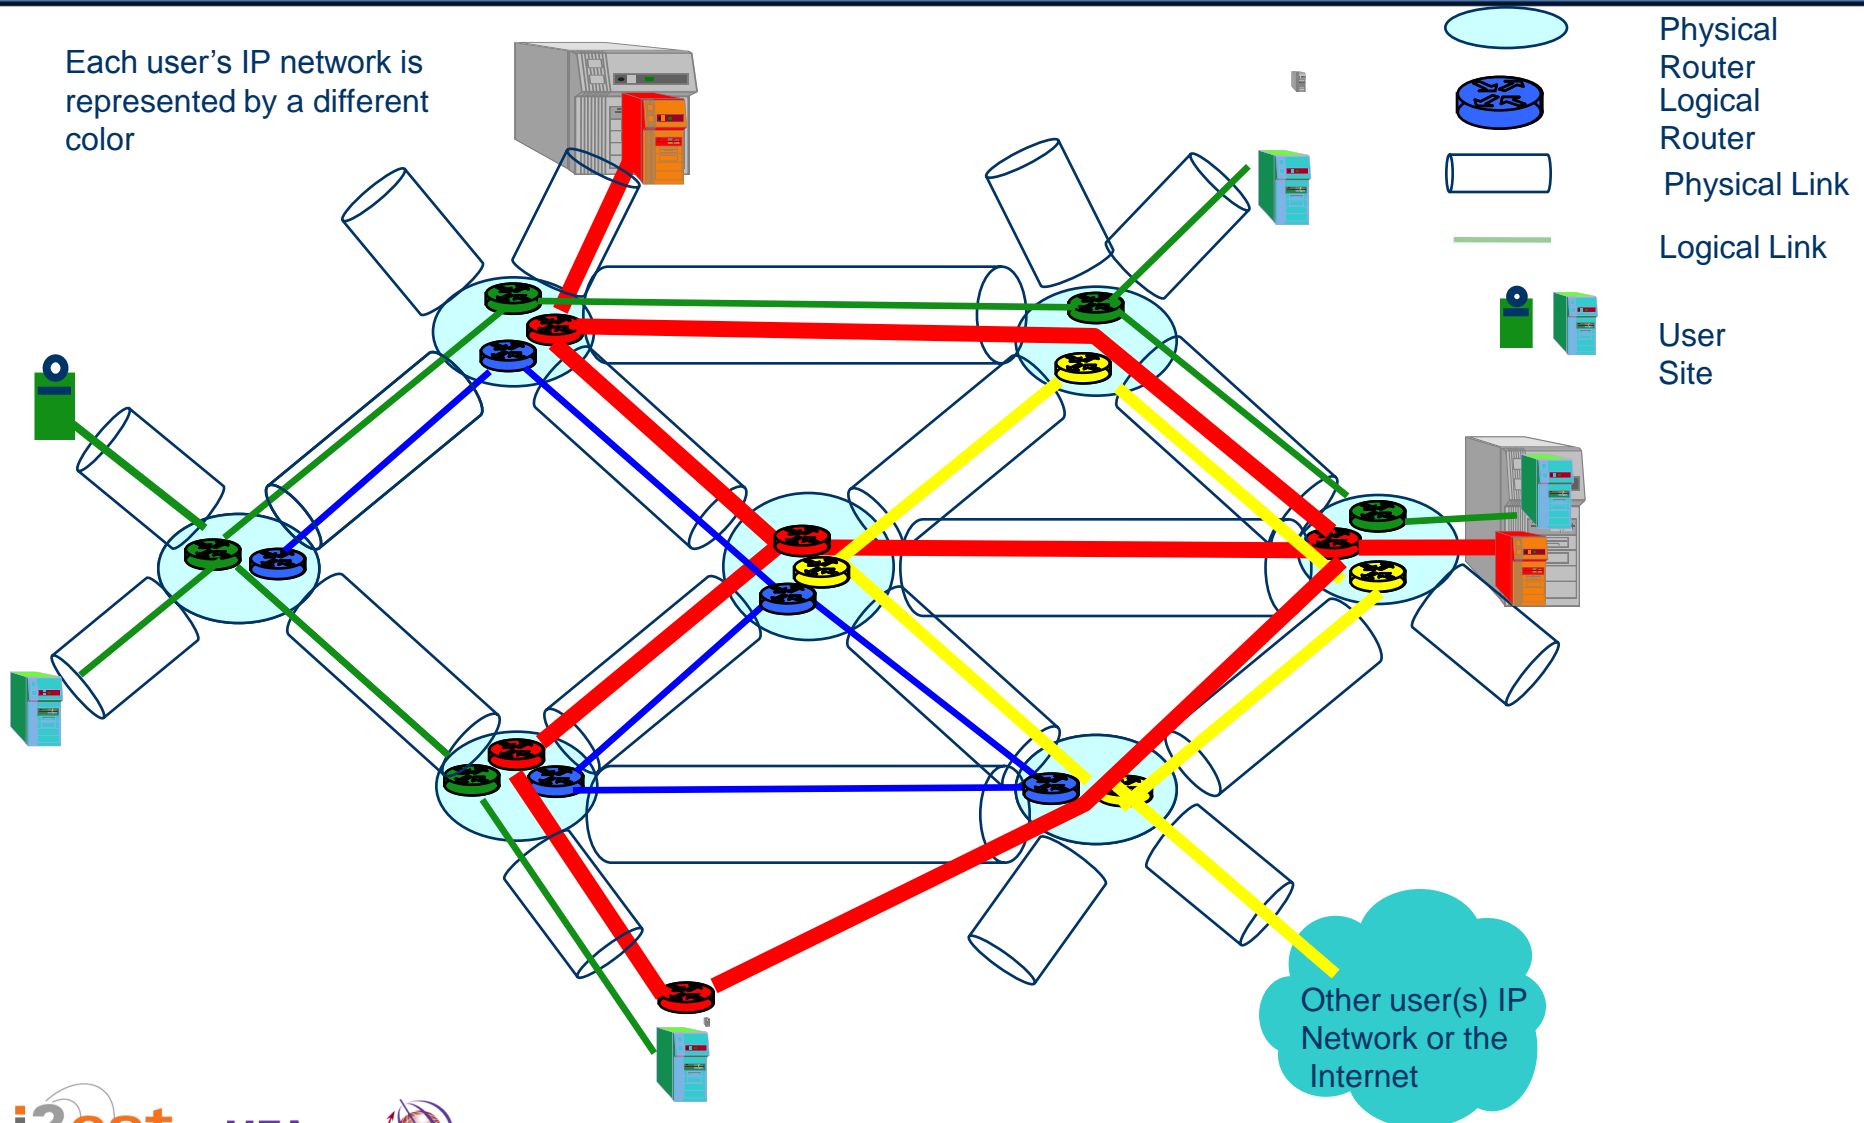 Each user's IP network is
represented by a different
color
Physical
Router
Logical
Router
Physical Link
Logical Link
User
Site
Other user(s) IP
Network or the
Internet